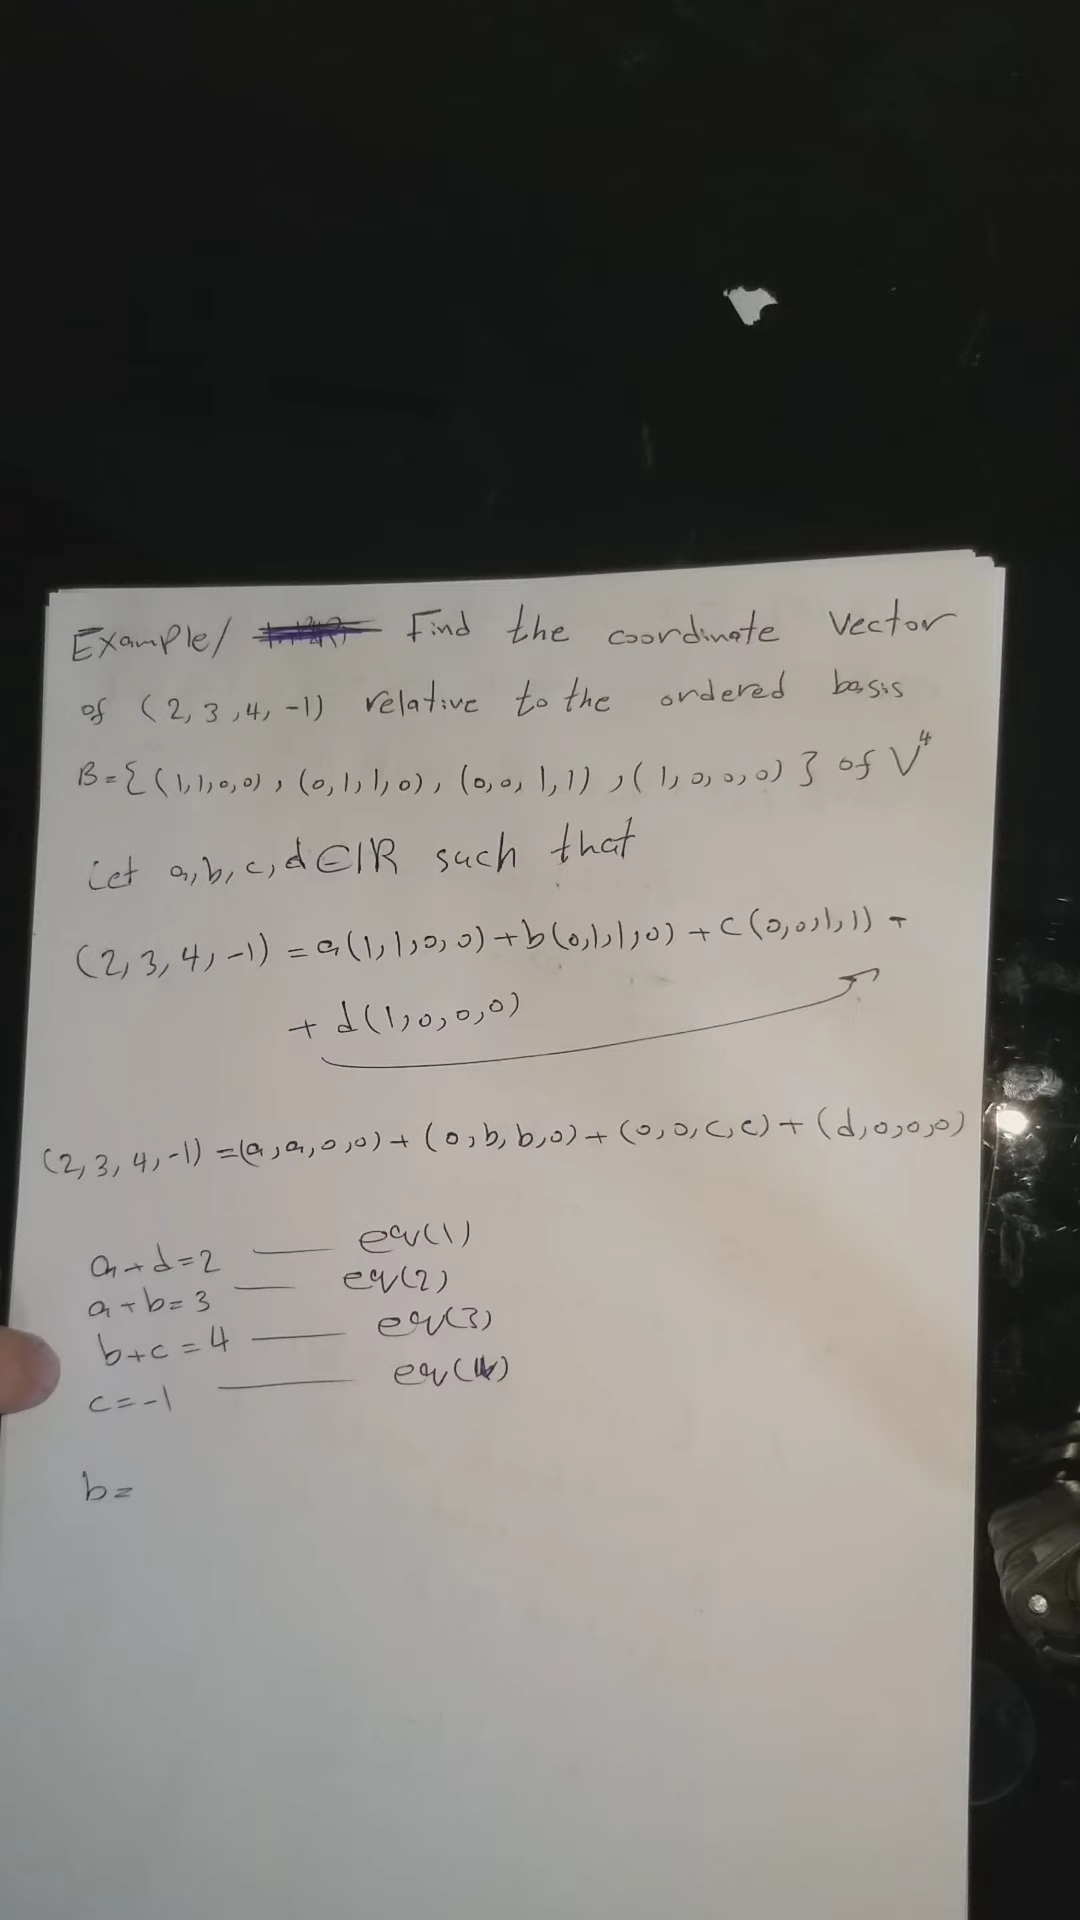 Example/ Find the coordinate vector
of (2, 3, 4, -1) relative to the ordered basis
B = { (1,1,0,0), (0,1,1,0), (0,0,1,1), (1,0,0,0) } of V⁴
Let a,b,c,d ∈ IR such that
(2, 3, 4, -1) = a(1,1,0,0) + b(0,1,1,0) + c(0,0,1,1) +
+ d(1,0,0,0)
(2, 3, 4, -1) = (a,a,0,0) + (0,b,b,0) + (0,0,c,c) + (d,0,0,0)
a+d=2 — eq(1)
a+b=3 — eq(2)
b+c=4 — eq(3)
c=-1 — eq(4)
b=